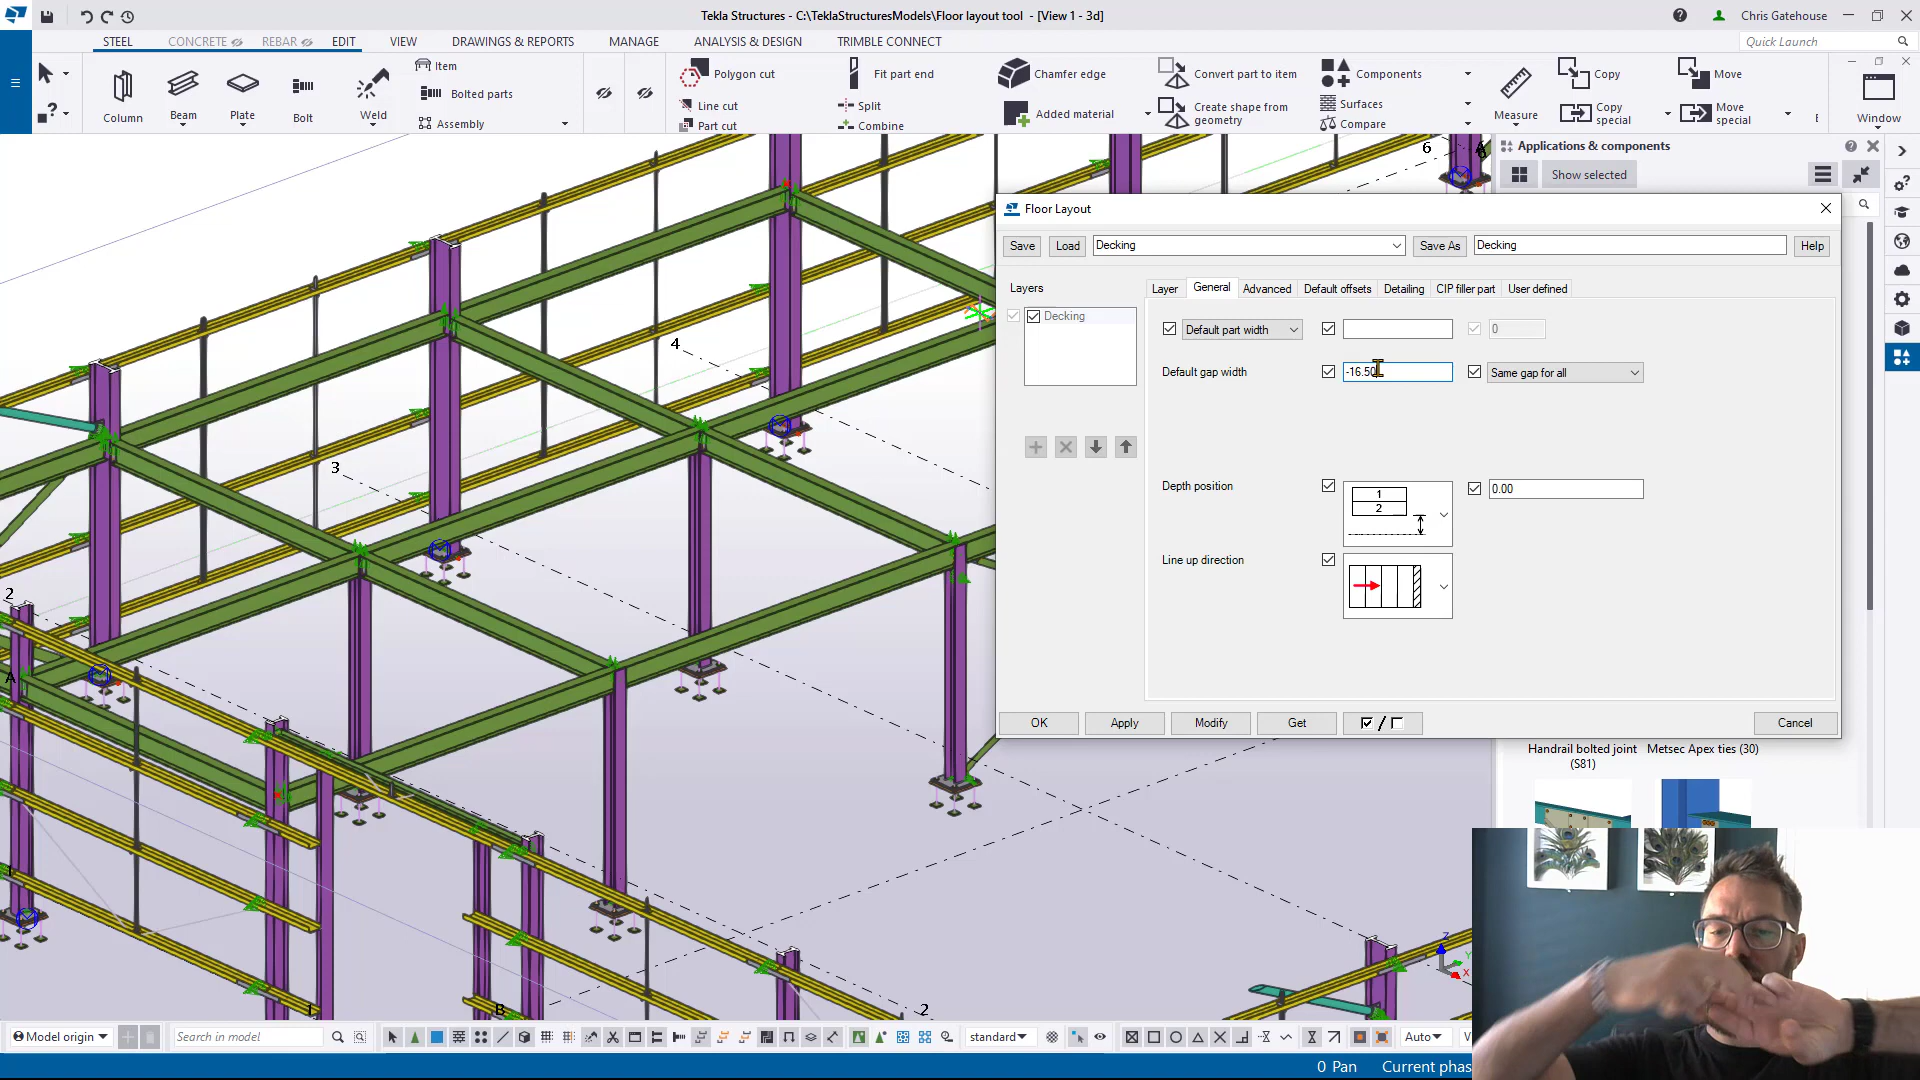 Tekla Structures - C:\TeklaStructuresModels\Floor layout tool - [View 1 - 3d]
Chris Gatehouse
STEEL CONCRETE REBAR EDIT VIEW DRAWINGS & REPORTS MANAGE ANALYSIS & DESIGN TRIMBLE CONNECT
Quick Launch
Column
Beam
Plate
Bolt
Weld
Item
Bolted parts
Assembly
Polygon cut
Line cut
Part cut
Fit part end
Split
Combine
Chamfer edge
Added material
Convert part to item
Create shape from geometry
Components
Surfaces
Compare
Measure
Copy
Copy special
Move
Move special
Window
Applications & components
Show selected
Floor Layout
Save Load Decking Save As Decking Help
Layers
Decking
Layer General Advanced Default offsets Detailing CIP filler part User defined
Default part width 0
Default gap width -16.50 Same gap for all
Depth position 1 2 0.00
Line up direction
OK Apply Modify Get / Cancel
Handrail bolted joint (S81)
Metsec Apex ties (30)
6
4
3
2
A
1
B
2
Z
Y
X
Model origin
Search in model
standard
Auto
0 Pan
Current phas